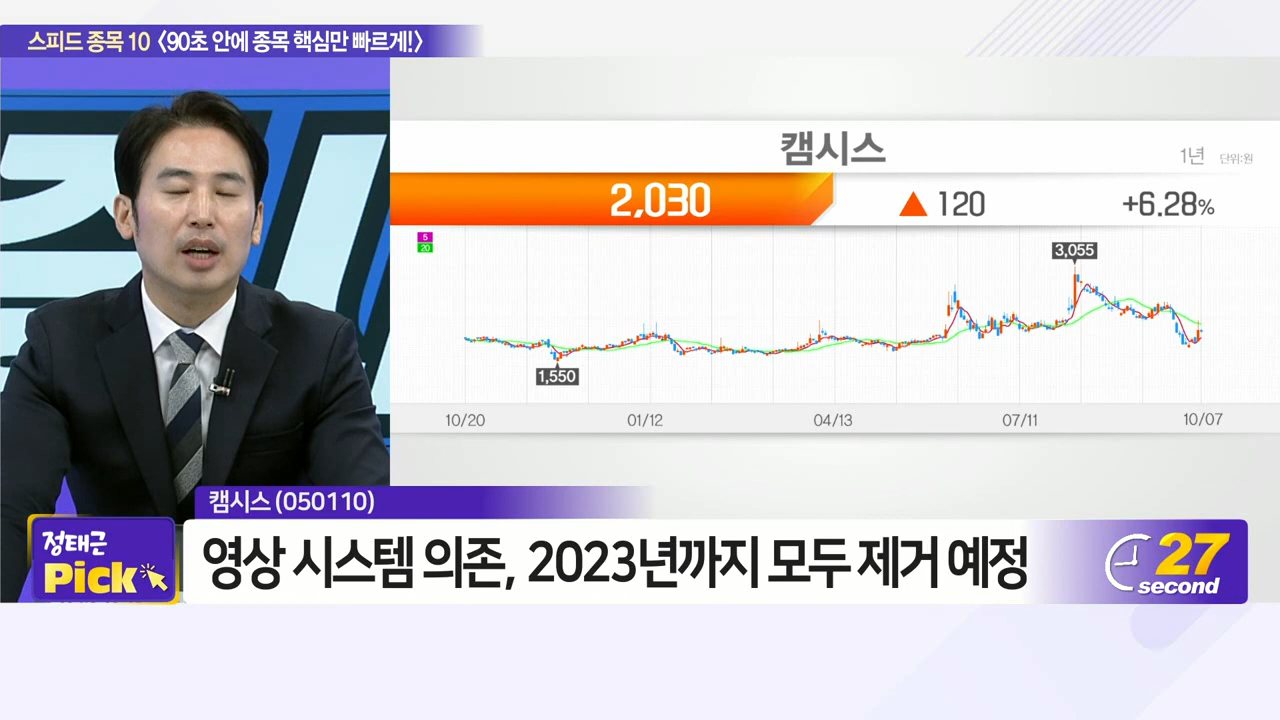 스피드 종목 10 <90초 안에 종목 핵심만 빠르게!>
캠시스
1년 단위:원
2,030 ▲ 120 +6.28%
5
20
3,055
1,550
10/20 01/12 04/13 07/11 10/07
캠시스 (050110)
정태근
Pick
영상 시스템 의존, 2023년까지 모두 제거 예정
27
second